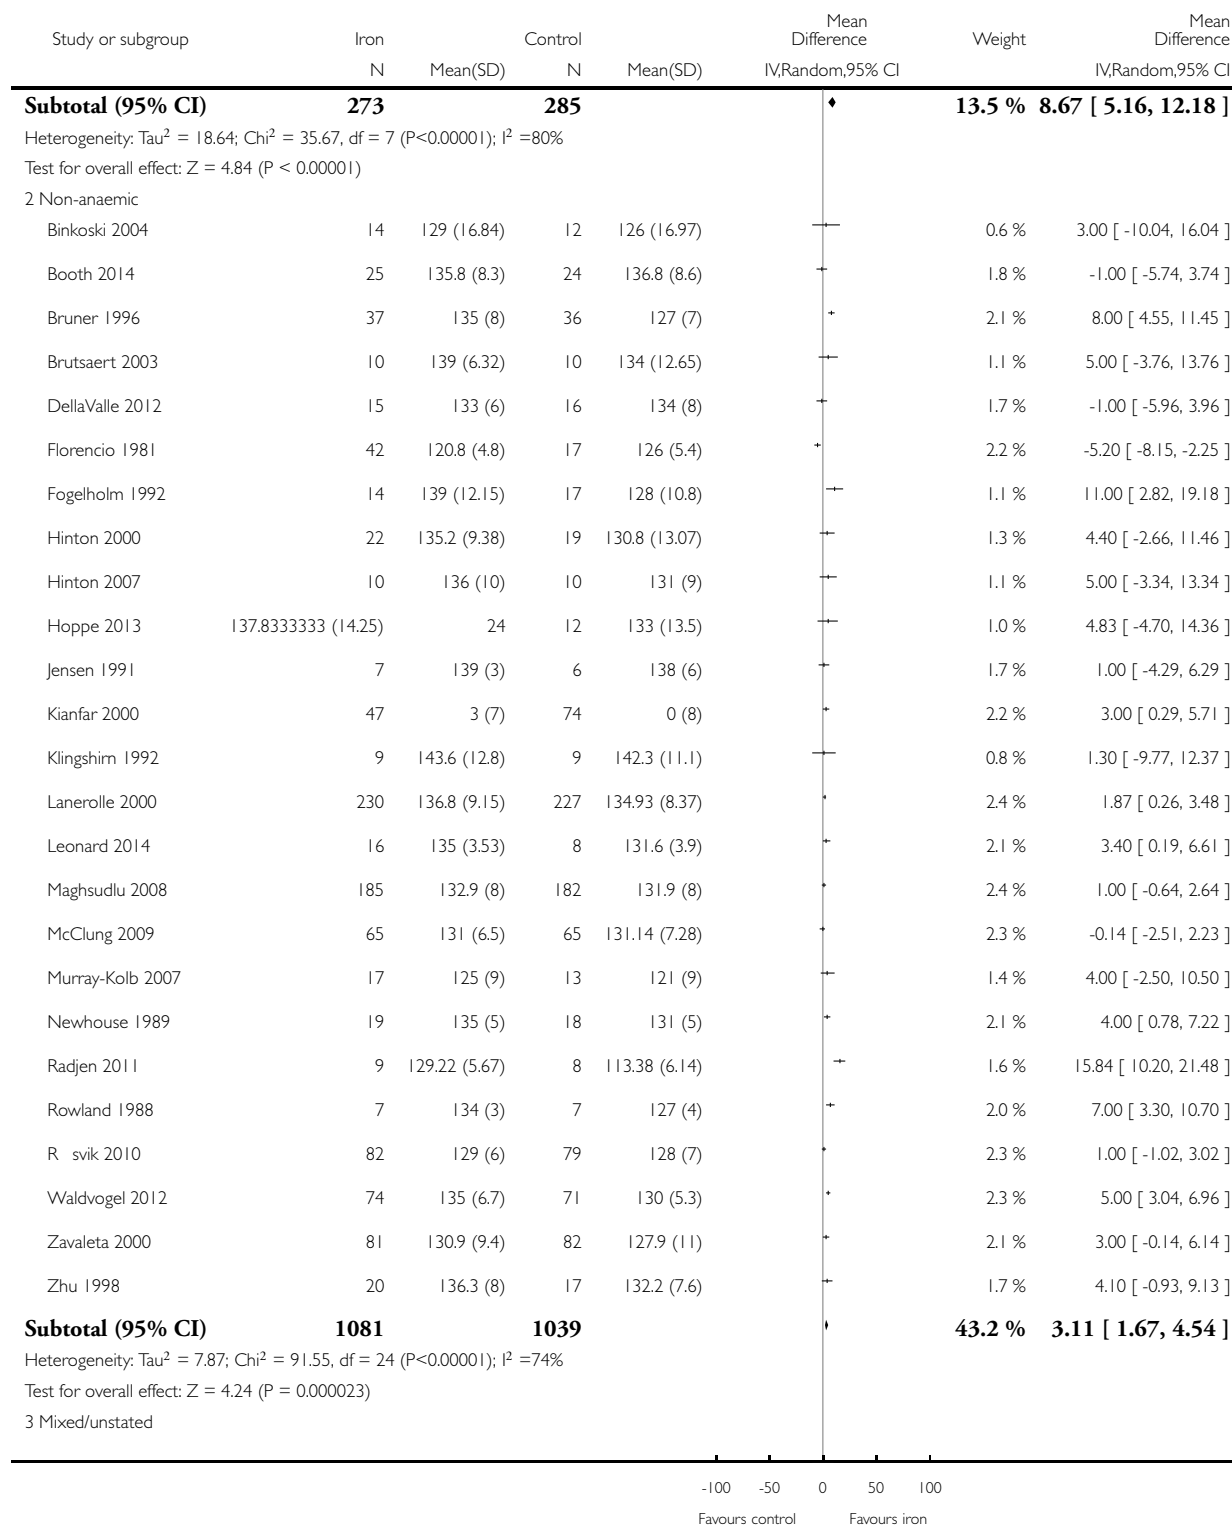 Study or subgroup Iron Control Mean Difference Weight Mean Difference
N Mean(SD) N Mean(SD) IV,Random,95% CI IV,Random,95% CI
Subtotal (95% CI) 273 285 13.5 % 8.67 [ 5.16, 12.18 ]
Heterogeneity: Tau² = 18.64; Chi² = 35.67, df = 7 (P<0.00001); I² =80%
Test for overall effect: Z = 4.84 (P < 0.00001)
2 Non-anaemic
Binkoski 2004 14 129 (16.84) 12 126 (16.97) 0.6 % 3.00 [ -10.04, 16.04 ]
Booth 2014 25 135.8 (8.3) 24 136.8 (8.6) 1.8 % -1.00 [ -5.74, 3.74 ]
Bruner 1996 37 135 (8) 36 127 (7) 2.1 % 8.00 [ 4.55, 11.45 ]
Brutsaert 2003 10 139 (6.32) 10 134 (12.65) 1.1 % 5.00 [ -3.76, 13.76 ]
DellaValle 2012 15 133 (6) 16 134 (8) 1.7 % -1.00 [ -5.96, 3.96 ]
Florencio 1981 42 120.8 (4.8) 17 126 (5.4) 2.2 % -5.20 [ -8.15, -2.25 ]
Fogelholm 1992 14 139 (12.15) 17 128 (10.8) 1.1 % 11.00 [ 2.82, 19.18 ]
Hinton 2000 22 135.2 (9.38) 19 130.8 (13.07) 1.3 % 4.40 [ -2.66, 11.46 ]
Hinton 2007 10 136 (10) 10 131 (9) 1.1 % 5.00 [ -3.34, 13.34 ]
Hoppe 2013 137.8333333 (14.25) 24 12 133 (13.5) 1.0 % 4.83 [ -4.70, 14.36 ]
Jensen 1991 7 139 (3) 6 138 (6) 1.7 % 1.00 [ -4.29, 6.29 ]
Kianfar 2000 47 3 (7) 74 0 (8) 2.2 % 3.00 [ 0.29, 5.71 ]
Klingshirn 1992 9 143.6 (12.8) 9 142.3 (11.1) 0.8 % 1.30 [ -9.77, 12.37 ]
Lanerolle 2000 230 136.8 (9.15) 227 134.93 (8.37) 2.4 % 1.87 [ 0.26, 3.48 ]
Leonard 2014 16 135 (3.53) 8 131.6 (3.9) 2.1 % 3.40 [ 0.19, 6.61 ]
Maghsudlu 2008 185 132.9 (8) 182 131.9 (8) 2.4 % 1.00 [ -0.64, 2.64 ]
McClung 2009 65 131 (6.5) 65 131.14 (7.28) 2.3 % -0.14 [ -2.51, 2.23 ]
Murray-Kolb 2007 17 125 (9) 13 121 (9) 1.4 % 4.00 [ -2.50, 10.50 ]
Newhouse 1989 19 135 (5) 18 131 (5) 2.1 % 4.00 [ 0.78, 7.22 ]
Radjen 2011 9 129.22 (5.67) 8 113.38 (6.14) 1.6 % 15.84 [ 10.20, 21.48 ]
Rowland 1988 7 134 (3) 7 127 (4) 2.0 % 7.00 [ 3.30, 10.70 ]
R svik 2010 82 129 (6) 79 128 (7) 2.3 % 1.00 [ -1.02, 3.02 ]
Waldvogel 2012 74 135 (6.7) 71 130 (5.3) 2.3 % 5.00 [ 3.04, 6.96 ]
Zavaleta 2000 81 130.9 (9.4) 82 127.9 (11) 2.1 % 3.00 [ -0.14, 6.14 ]
Zhu 1998 20 136.3 (8) 17 132.2 (7.6) 1.7 % 4.10 [ -0.93, 9.13 ]
Subtotal (95% CI) 1081 1039 43.2 % 3.11 [ 1.67, 4.54 ]
Heterogeneity: Tau² = 7.87; Chi² = 91.55, df = 24 (P<0.00001); I² =74%
Test for overall effect: Z = 4.24 (P = 0.000023)
3 Mixed/unstated
-100 -50 0 50 100
Favours control Favours iron